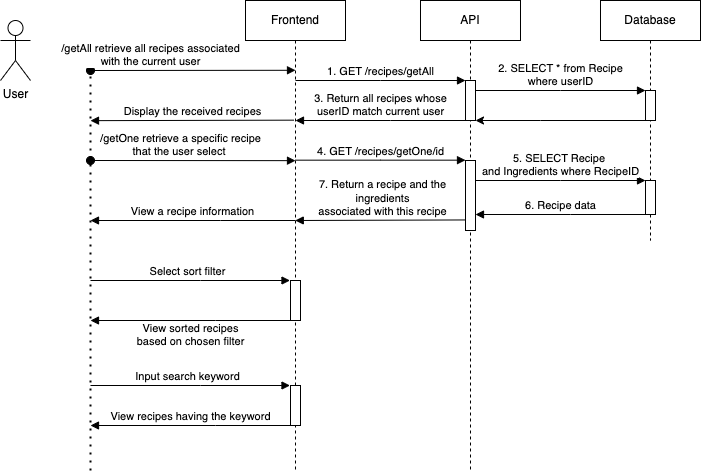 Frontend
API
Database
User
/getAll retrieve all recipes associated
with the current user
1. GET /recipes/getAll
2. SELECT * from Recipe
where userID
3. Return all recipes whose
userID match current user
Display the received recipes
/getOne retrieve a specific recipe
that the user select
4. GET /recipes/getOne/id
5. SELECT Recipe
and Ingredients where RecipeID
7. Return a recipe and the
ingredients
associated with this recipe
6. Recipe data
View a recipe information
Select sort filter
View sorted recipes
based on chosen filter
Input search keyword
View recipes having the keyword